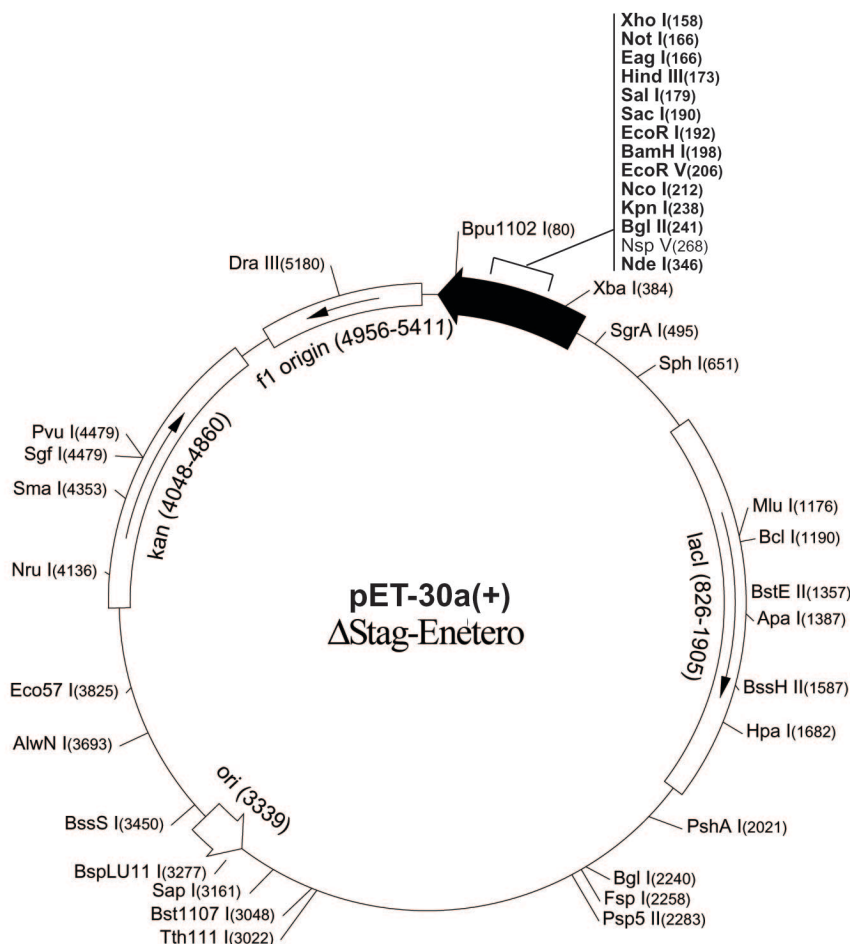 Xho I(158)
Not I(166)
Eag I(166)
Hind III(173)
Sal I(179)
Sac I(190)
EcoR I(192)
BamH I(198)
EcoR V(206)
Nco I(212)
Kpn I(238)
Bgl II(241)
Nsp V(268)
Nde I(346)
Bpu1102 I(80)
Dra III(5180)
Xba I(384)
SgrA I(495)
Sph I(651)
f1 origin (4956-5411)
Pvu I(4479)
Sgf I(4479)
Sma I(4353)
Nru I(4136)
kan (4048-4860)
Mlu I(1176)
Bcl I(1190)
BstE II(1357)
Apa I(1387)
BssH II(1587)
Hpa I(1682)
lacI (826-1905)
pET-30a(+)
ΔStag-Enetero
Eco57 I(3825)
AlwN I(3693)
ori (3339)
BssS I(3450)
BspLU11 I(3277)
Sap I(3161)
Bst1107 I(3048)
Tth111 I(3022)
PshA I(2021)
Bgl I(2240)
Fsp I(2258)
Psp5 II(2283)